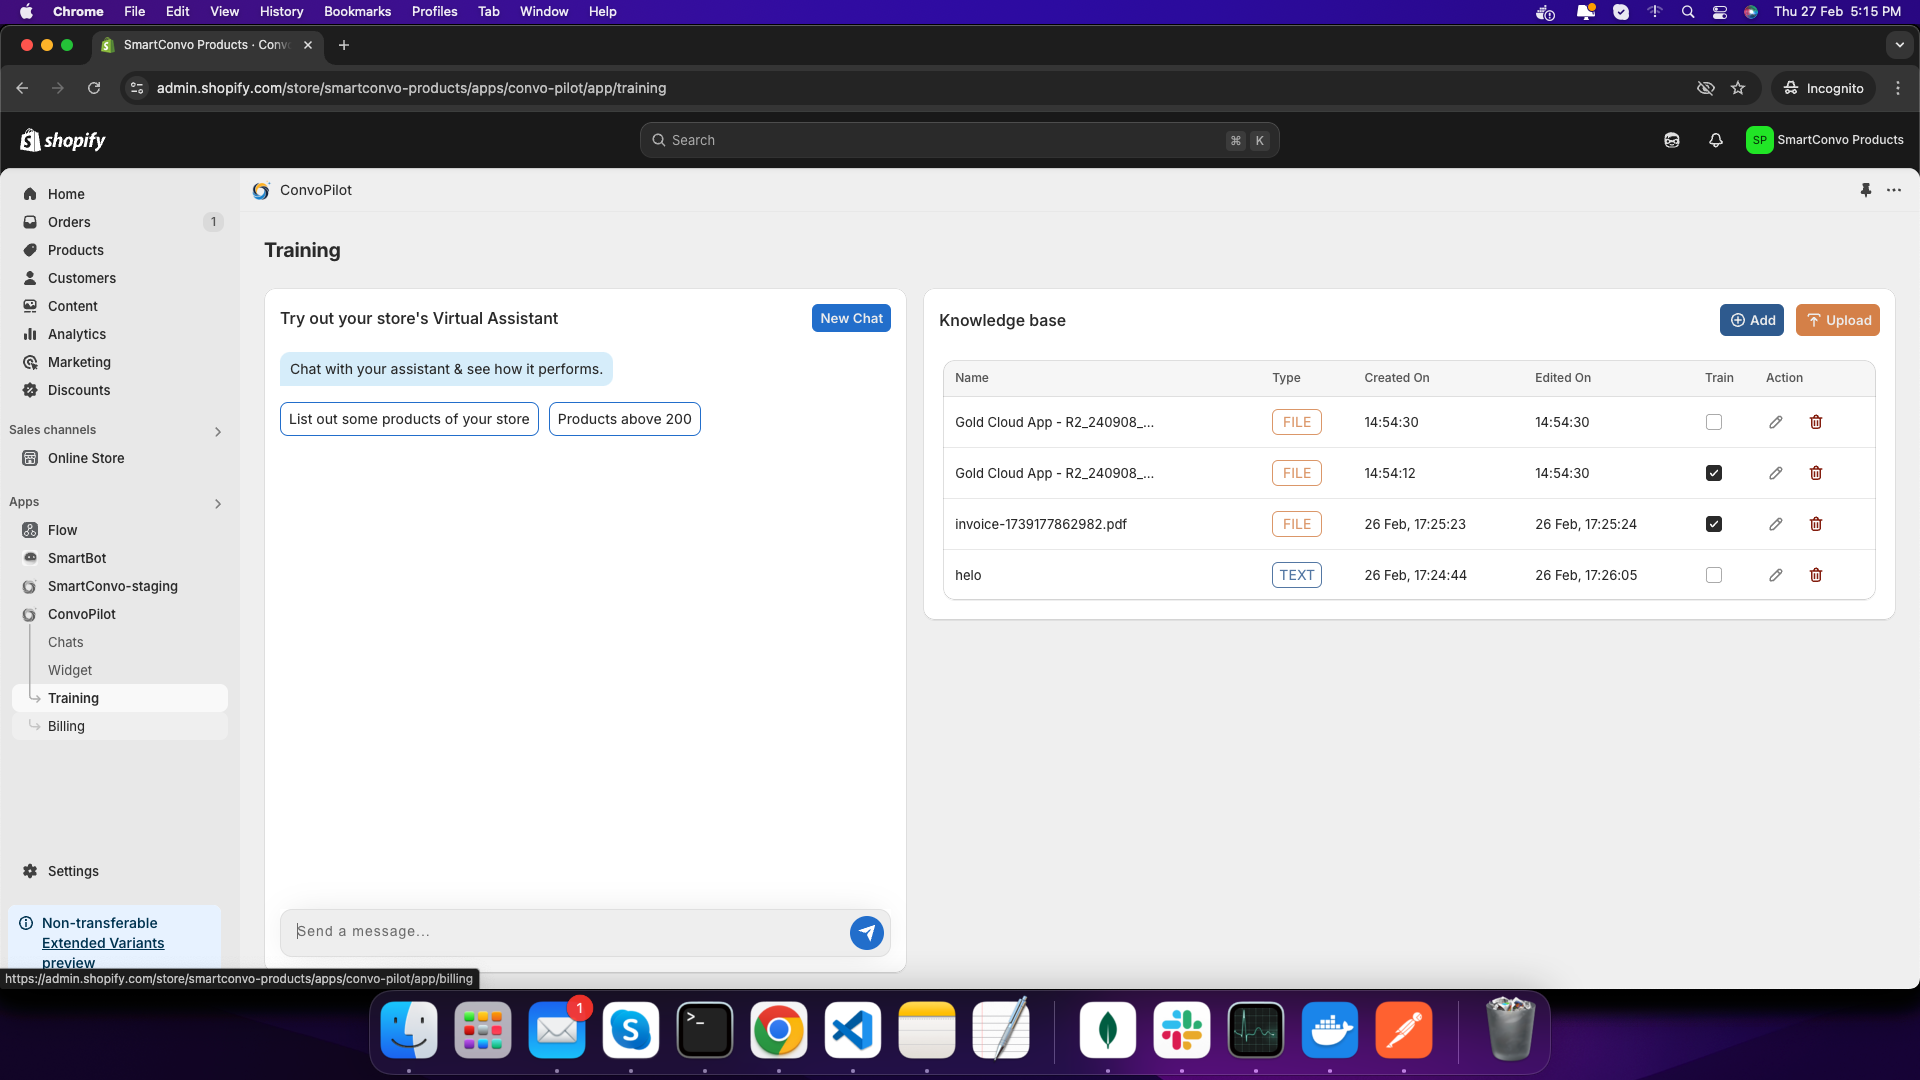 Chrome File Edit View History Bookmarks Profiles Tab Window Help Thu 27 Feb 5:15 PM
SmartConvo Products · Conv
admin.shopify.com/store/smartconvo-products/apps/convo-pilot/app/training Incognito
shopify Search ⌘ K SP SmartConvo Products
ConvoPilot
Home
Orders 1
Products
Customers
Content
Analytics
Marketing
Discounts
Sales channels
Online Store
Apps
Flow
SmartBot
SmartConvo-staging
ConvoPilot
Chats
Widget
Training
Billing
Settings
Non-transferable
Extended Variants
preview
https://admin.shopify.com/store/smartconvo-products/apps/convo-pilot/app/billing
Training
Try out your store's Virtual Assistant New Chat
Chat with your assistant & see how it performs.
List out some products of your store Products above 200
Send a message...
Knowledge base Add Upload
Name Type Created On Edited On Train Action
Gold Cloud App - R2_240908_... FILE 14:54:30 14:54:30
Gold Cloud App - R2_240908_... FILE 14:54:12 14:54:30
invoice-1739177862982.pdf FILE 26 Feb, 17:25:23 26 Feb, 17:25:24
helo TEXT 26 Feb, 17:24:44 26 Feb, 17:26:05
1